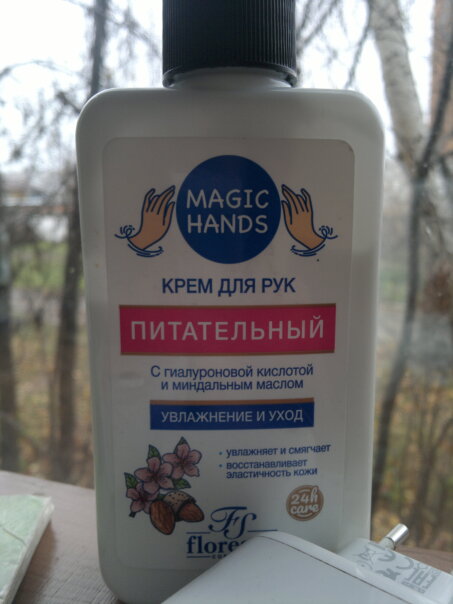 MAGIC
HANDS
КРЕМ ДЛЯ РУК
ПИТАТЕЛЬНЫЙ
С гиалуроновой кислотой
и миндальным маслом
УВЛАЖНЕНИЕ И УХОД
• увлажняет и смягчает
• восстанавливает
эластичность кожи
24h
care
FS